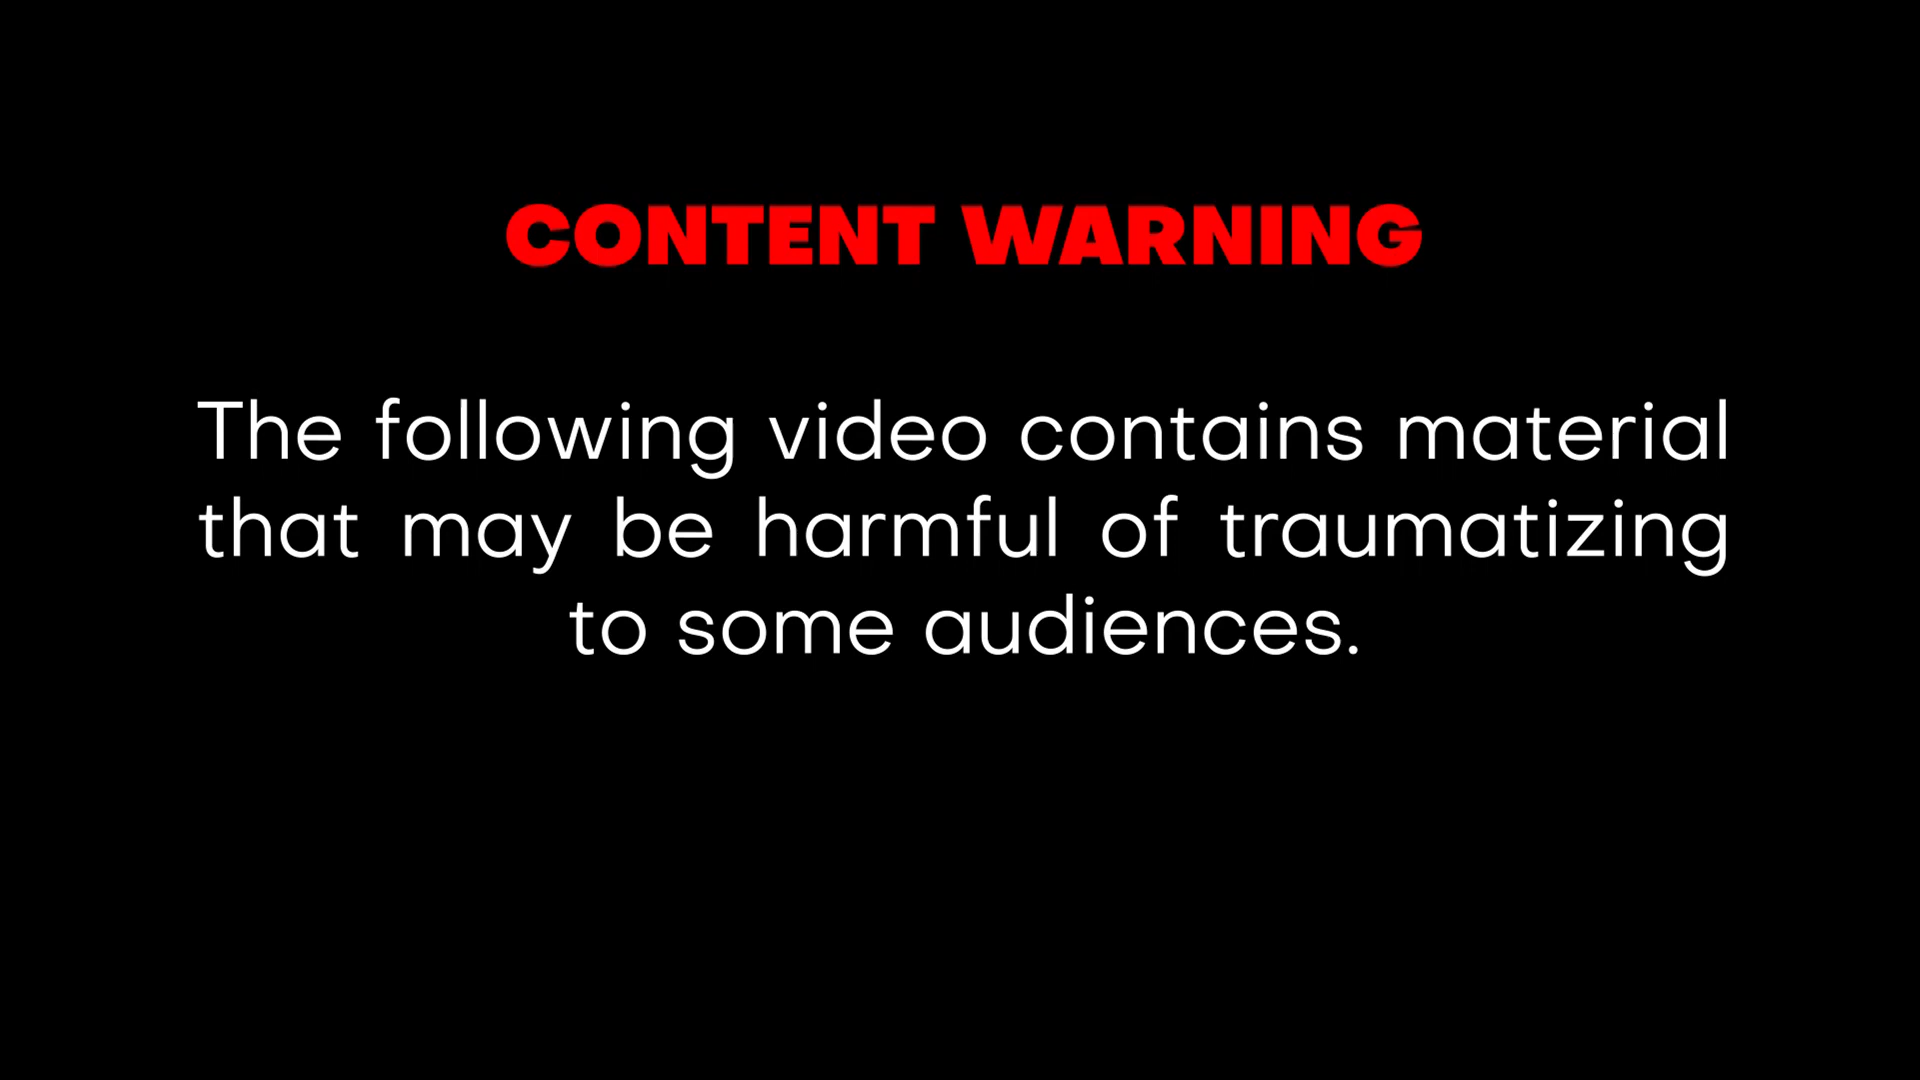 CONTENT WARNING
The following video contains material
that may be harmful of traumatizing
to some audiences.